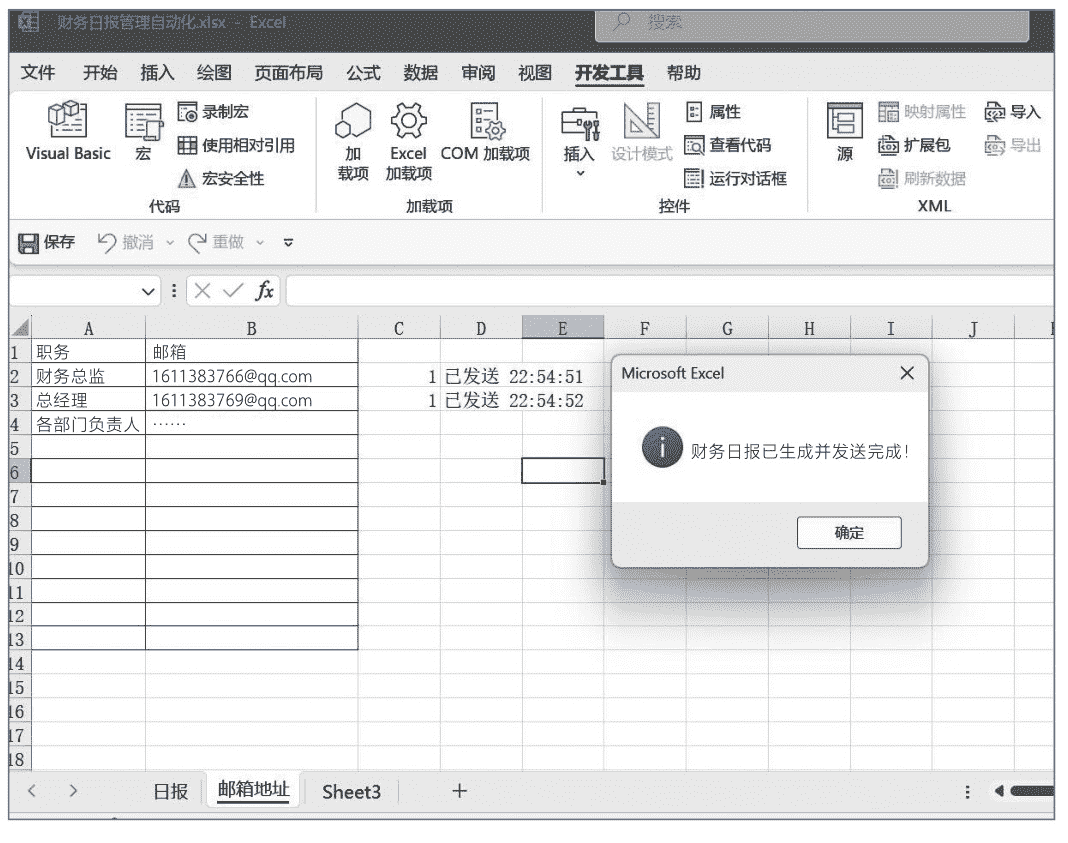 财务日报管理自动化.xlsx - Excel
搜索
文件 开始 插入 绘图 页面布局 公式 数据 审阅 视图 开发工具 帮助
Visual Basic
宏
录制宏
使用相对引用
宏安全性
代码
加
载项
Excel
加载项
COM 加载项
加载项
插入
设计模式
属性
查看代码
运行对话框
控件
源
映射属性
扩展包
刷新数据
导入
导出
XML
保存 撤消 重做
fx
A B C D E F G H I J
1 职务 邮箱
2 财务总监 1611383766@qq.com 1 已发送 22:54:51
3 总经理 1611383769@qq.com 1 已发送 22:54:52
4 各部门负责人 ……
5
6
7
8
9
10
11
12
13
14
15
16
17
18
Microsoft Excel
财务日报已生成并发送完成！
确定
日报 邮箱地址 Sheet3 +